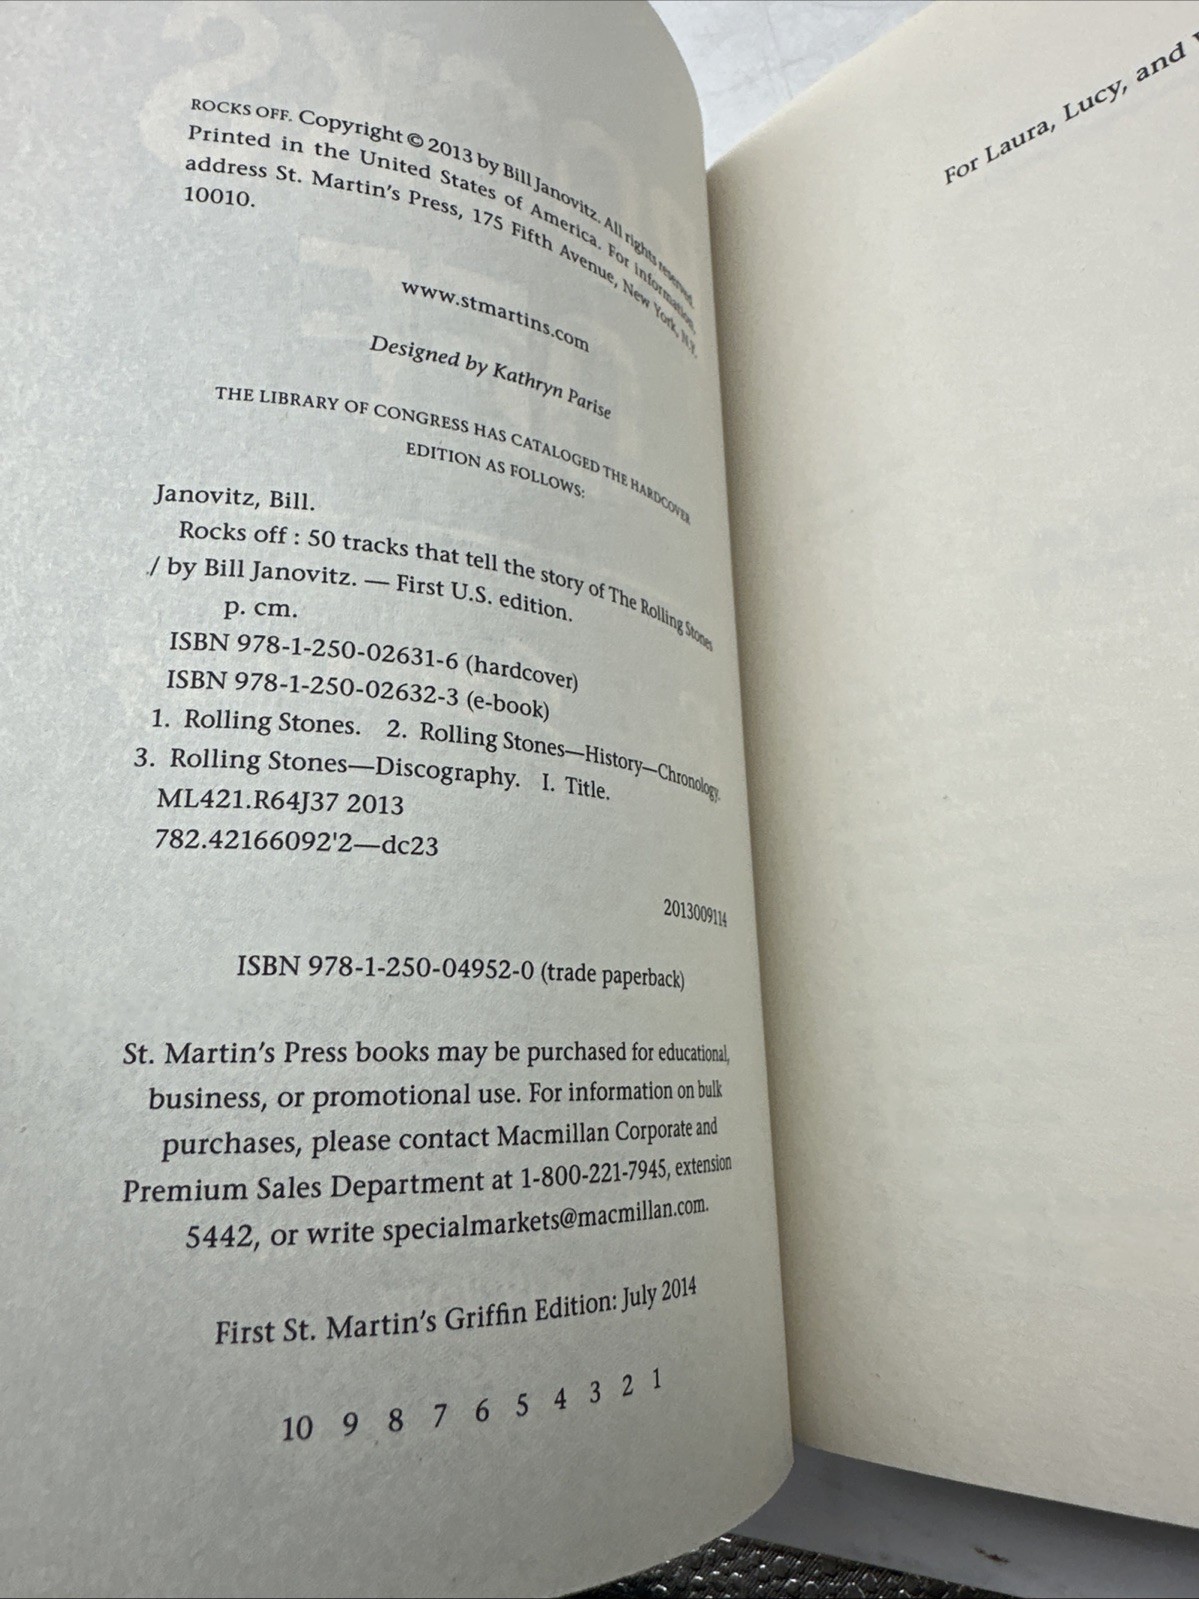 ROCKS OFF. Copyright © 2013 by Bill Janovitz. All rights reserved.
Printed in the United States of America. For information,
address St. Martin's Press, 175 Fifth Avenue, New York, N.Y.
10010.
www.stmartins.com
Designed by Kathryn Parise
THE LIBRARY OF CONGRESS HAS CATALOGED THE HARDCOVER
EDITION AS FOLLOWS:
Janovitz, Bill.
Rocks off : 50 tracks that tell the story of The Rolling Stones
/ by Bill Janovitz. — First U.S. edition.
p. cm.
ISBN 978-1-250-02631-6 (hardcover)
ISBN 978-1-250-02632-3 (e-book)
1. Rolling Stones. 2. Rolling Stones—History—Chronology.
3. Rolling Stones—Discography. I. Title.
ML421.R64J37 2013
782.42166092'2—dc23
2013009114
ISBN 978-1-250-04952-0 (trade paperback)
St. Martin's Press books may be purchased for educational,
business, or promotional use. For information on bulk
purchases, please contact Macmillan Corporate and
Premium Sales Department at 1-800-221-7945, extension
5442, or write specialmarkets@macmillan.com.
First St. Martin's Griffin Edition: July 2014
10 9 8 7 6 5 4 3 2 1
For Laura, Lucy, and